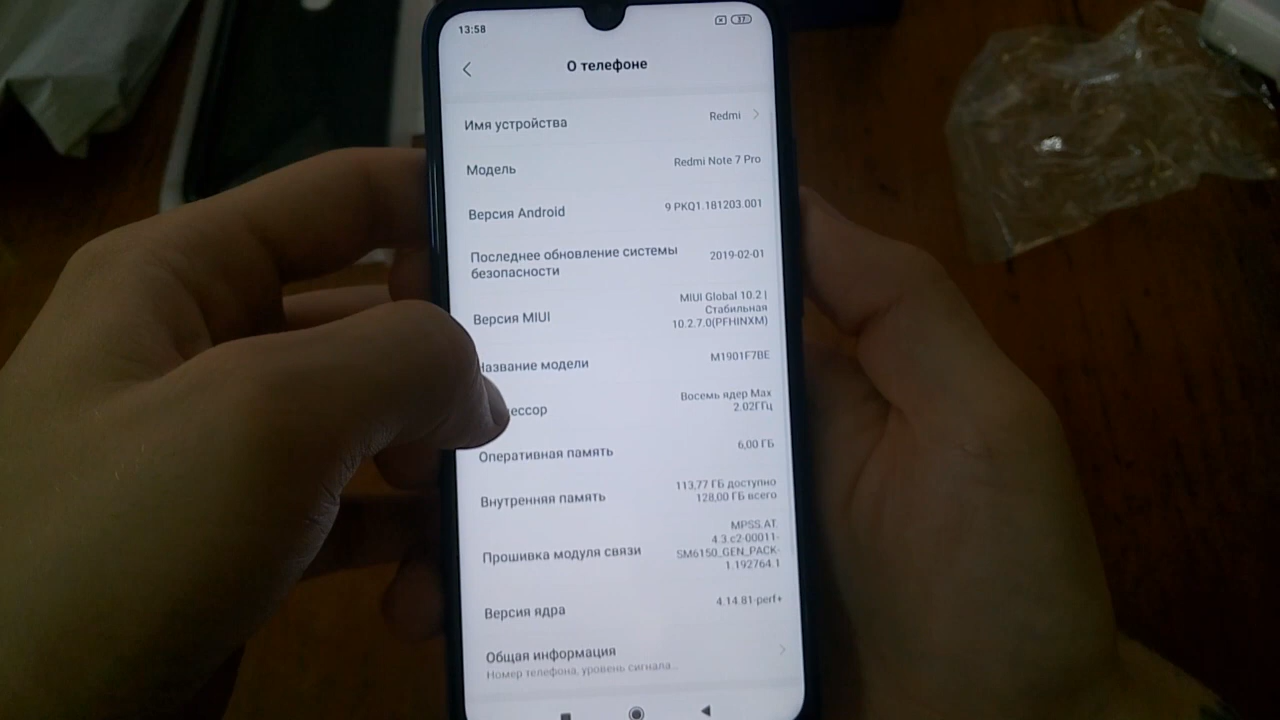 13:58
37
О телефоне
Имя устройства
Redmi
Модель
Redmi Note 7 Pro
Версия Android
9 PKQ1.181203.001
Последнее обновление системы
безопасности
2019-02-01
Версия MIUI
MIUI Global 10.2 |
Стабильная
10.2.7.0(PFHINXM)
Название модели
M1901F7BE
ессор
Восемь ядер Max
2.02ГГц
Оперативная память
6,00 ГБ
Внутренняя память
113,77 ГБ доступно
128,00 ГБ всего
Прошивка модуля связи
MPSS.AT.
4.3.c2-00011-
SM6150_GEN_PACK-
1.192764.1
Версия ядра
4.14.81-perf+
Общая информация
Номер телефона, уровень сигнала...